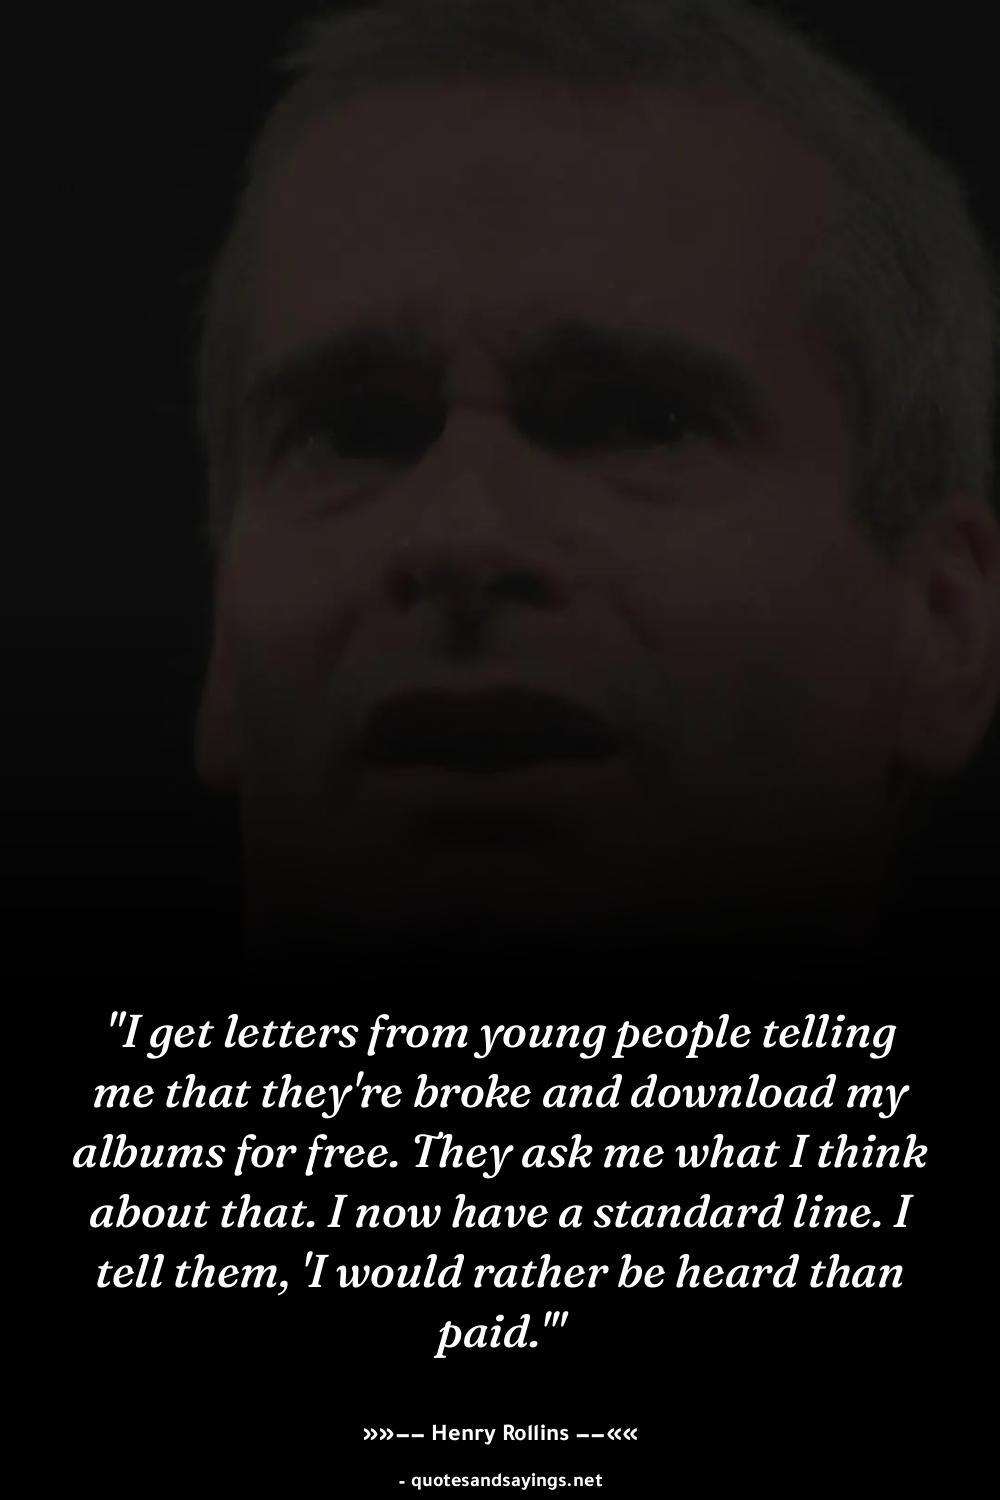 "I get letters from young people telling
me that they're broke and download my
albums for free. They ask me what I think
about that. I now have a standard line. I
tell them, 'I would rather be heard than
paid.'"
»»–– Henry Rollins ––««
- quotesandsayings.net